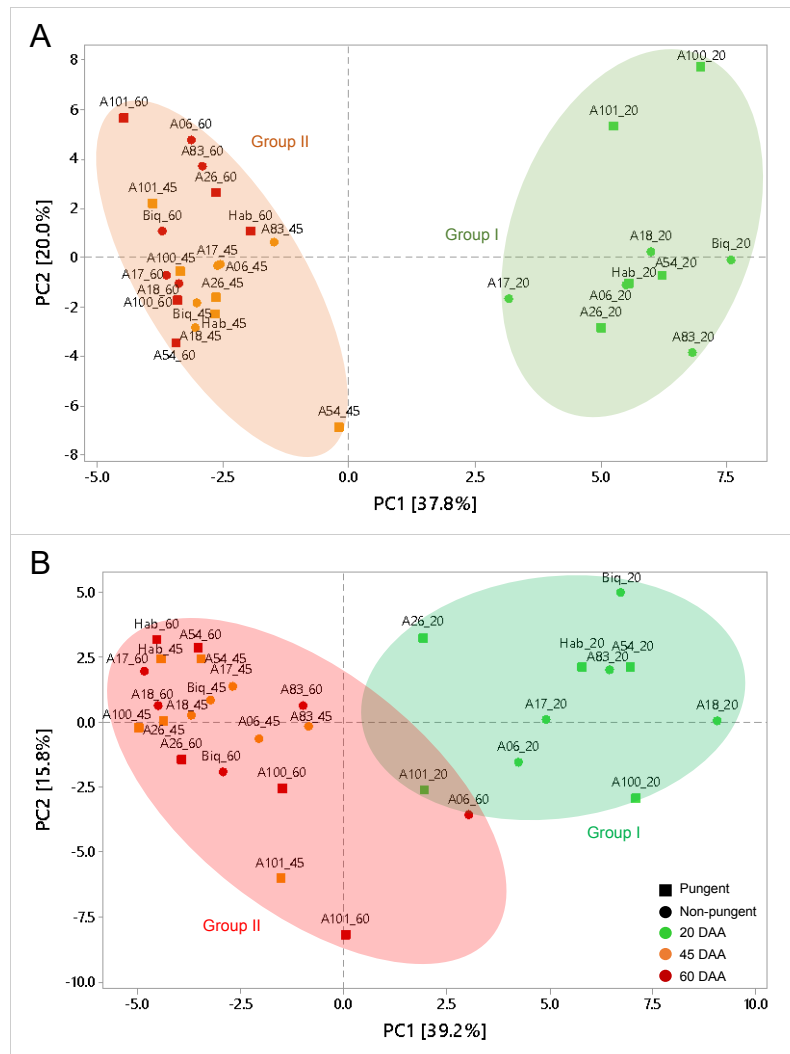 A
8
6
4
2
0
-2
-4
-6
-8
PC2 [20.0%]
A100_20
A101_60
A06_60
A101_20
Group II
A83_60
A26_60
A101_45
Biq_60
Hab_60
A83_45
Group I
A17_45
A18_20
Biq_20
A100_45
A06_45
A54_20
A17_60
Hab_20
A17_20
A18_60
A26_45
A100_60
A06_20
Biq_45
Hab_45
A26_20
A18_45
A54_60
A83_20
A54_45
-5.0
-2.5
0.0
2.5
5.0
7.5
PC1 [37.8%]
B
5.0
2.5
0.0
-2.5
-5.0
-7.5
-10.0
PC2 [15.8%]
Biq_20
Hab_60
A54_60
A26_20
A17_60
Hab_45
A54_45
Hab_20
A54_20
A17_45
A83_20
A18_60
Biq_45
A83_60
A17_20
A18_20
A100_45
A18_45
A06_45
A83_45
A26_45
A26_60
Biq_60
A06_20
A100_60
A101_20
A06_60
A100_20
Group I
A101_45
Group II
A101_60
Pungent
Non-pungent
20 DAA
45 DAA
60 DAA
-5.0
-2.5
0.0
2.5
5.0
7.5
10.0
PC1 [39.2%]